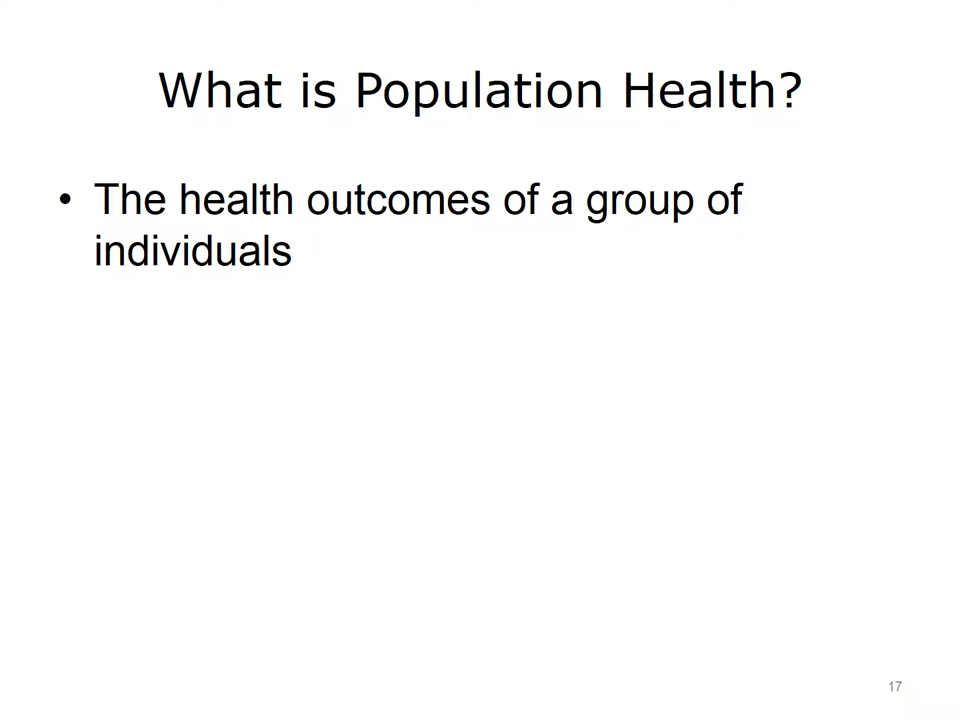 What is Population Health?
• The health outcomes of a group of
individuals
17